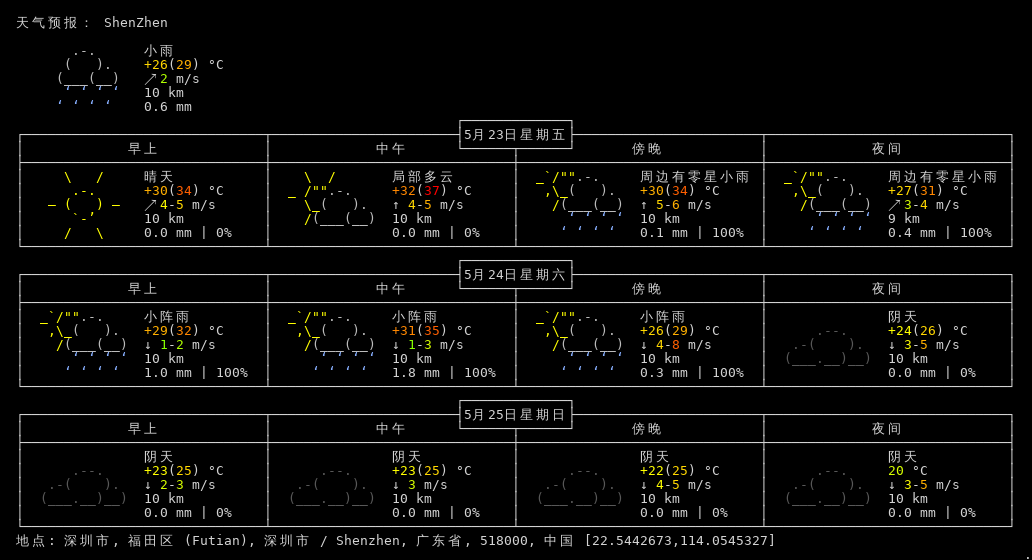 天气预报： ShenZhen
小雨
+26(29) °C
↗2 m/s
10 km
0.6 mm
5月23日星期五
早上 中午 傍晚 夜间
晴天 局部多云 周边有零星小雨 周边有零星小雨
+30(34) °C +32(37) °C +30(34) °C +27(31) °C
↗4-5 m/s ↑ 4-5 m/s ↑ 5-6 m/s ↗3-4 m/s
10 km 10 km 10 km 9 km
0.0 mm | 0% 0.0 mm | 0% 0.1 mm | 100% 0.4 mm | 100%
5月24日星期六
早上 中午 傍晚 夜间
小阵雨 小阵雨 小阵雨 阴天
+29(32) °C +31(35) °C +26(29) °C +24(26) °C
↓ 1-2 m/s ↓ 1-3 m/s ↓ 4-8 m/s ↓ 3-5 m/s
10 km 10 km 10 km 10 km
1.0 mm | 100% 1.8 mm | 100% 0.3 mm | 100% 0.0 mm | 0%
5月25日星期日
早上 中午 傍晚 夜间
阴天 阴天 阴天 阴天
+23(25) °C +23(25) °C +22(25) °C 20 °C
↓ 2-3 m/s ↓ 3 m/s ↓ 4-5 m/s ↓ 3-5 m/s
10 km 10 km 10 km 10 km
0.0 mm | 0% 0.0 mm | 0% 0.0 mm | 0% 0.0 mm | 0%
地点: 深圳市, 福田区 (Futian), 深圳市 / Shenzhen, 广东省, 518000, 中国 [22.5442673,114.0545327]